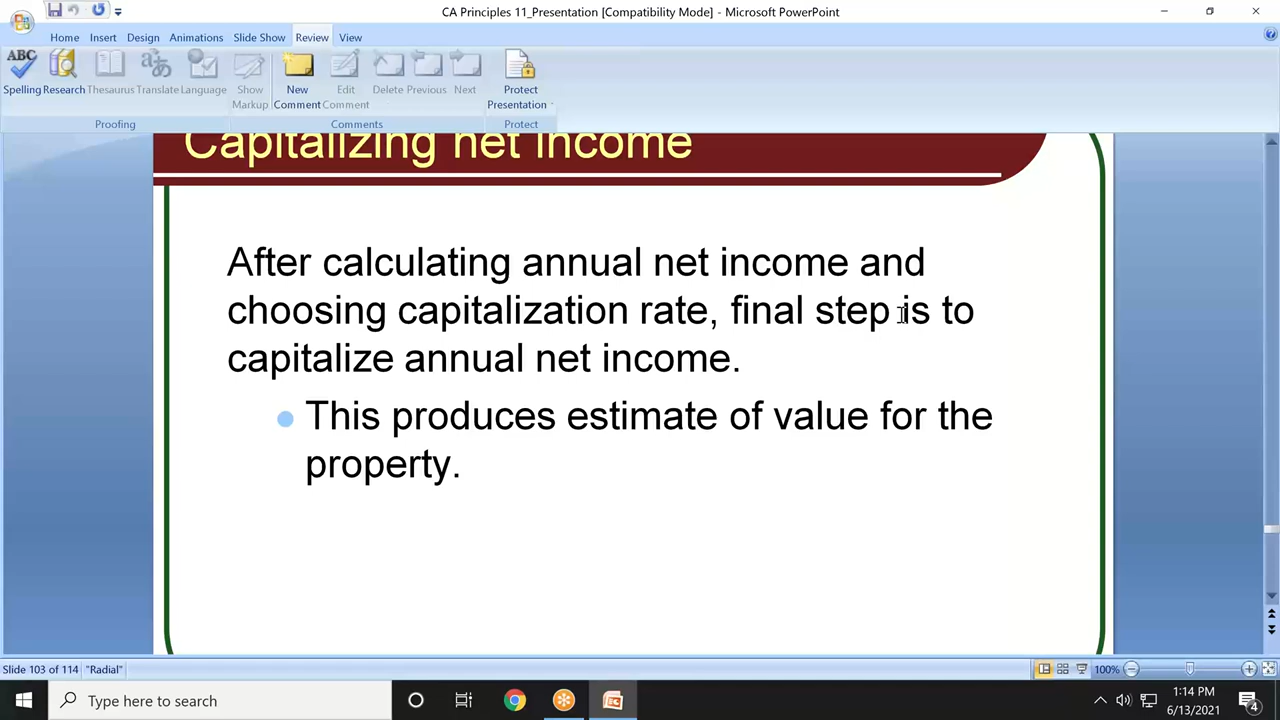 CA Principles 11_Presentation [Compatibility Mode] - Microsoft PowerPoint
Home Insert Design Animations Slide Show Review View
ABC
Spelling Research Thesaurus Translate Language Show Markup New Comment Edit Comment Delete Previous Next Protect Presentation
Proofing Comments Protect
Capitalizing net income
After calculating annual net income and
choosing capitalization rate, final step is to
capitalize annual net income.
This produces estimate of value for the
property.
Slide 103 of 114 "Radial" 100%
Type here to search
1:14 PM
6/13/2021
4